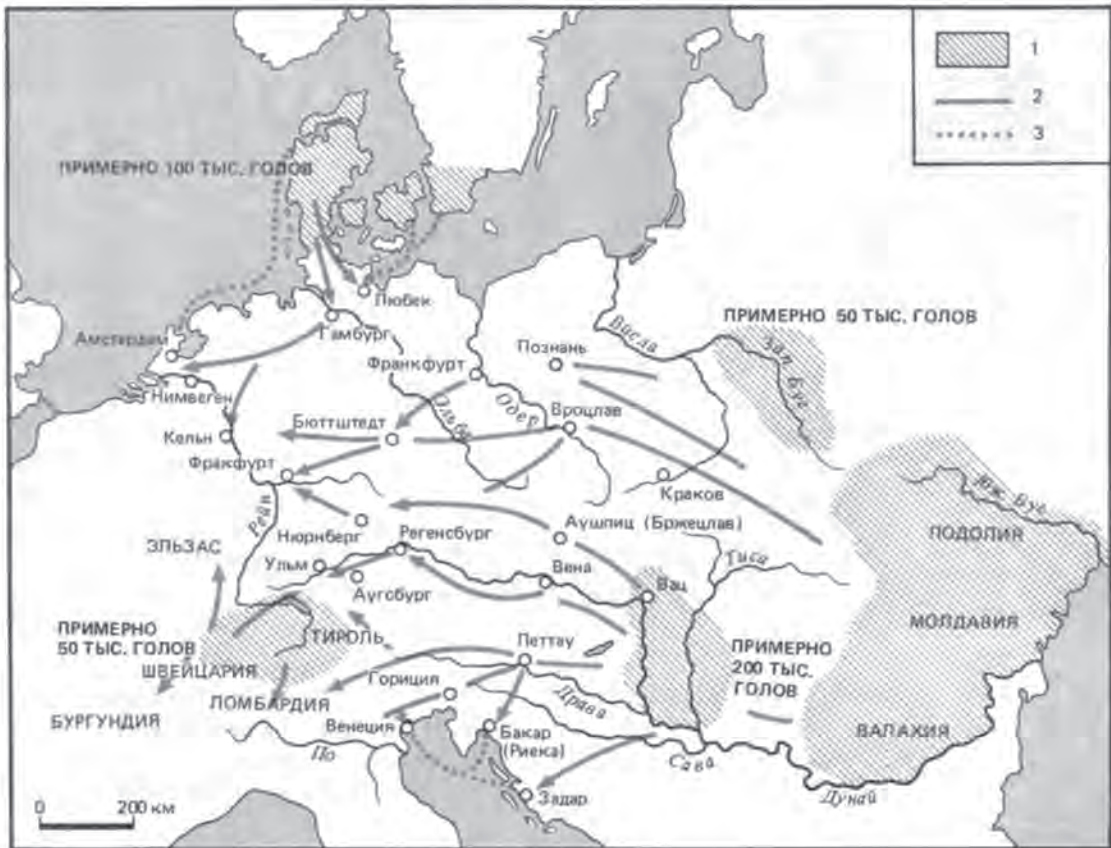 1
2
3
ПРИМЕРНО 100 ТЫС. ГОЛОВ
Любек
Гамбург
Амстердам
Нимвеген
Кельн
Франкфурт
Эльба
Одер
Познань
Висла
ПРИМЕРНО 50 ТЫС. ГОЛОВ
Зап. Буг
Бюттштедт
Вроцлав
Фракфурт
Краков
Рейн
Нюрнберг
Регенсбург
Аушпиц (Бржецлав)
Юж. Буг
ПОДОЛИЯ
ЭЛЬЗАС
Ульм
Аугсбург
Вена
Вац
Тиса
МОЛДАВИЯ
ПРИМЕРНО
50 ТЫС. ГОЛОВ
ТИРОЛЬ
Петтау
ПРИМЕРНО
200 ТЫС.
ГОЛОВ
ШВЕЙЦАРИЯ
Гориция
ЛОМБАРДИЯ
Драва
БУРГУНДИЯ
Венеция
Бакар
(Риека)
ВАЛАХИЯ
По
Сава
Задар
Дунай
0 200 км